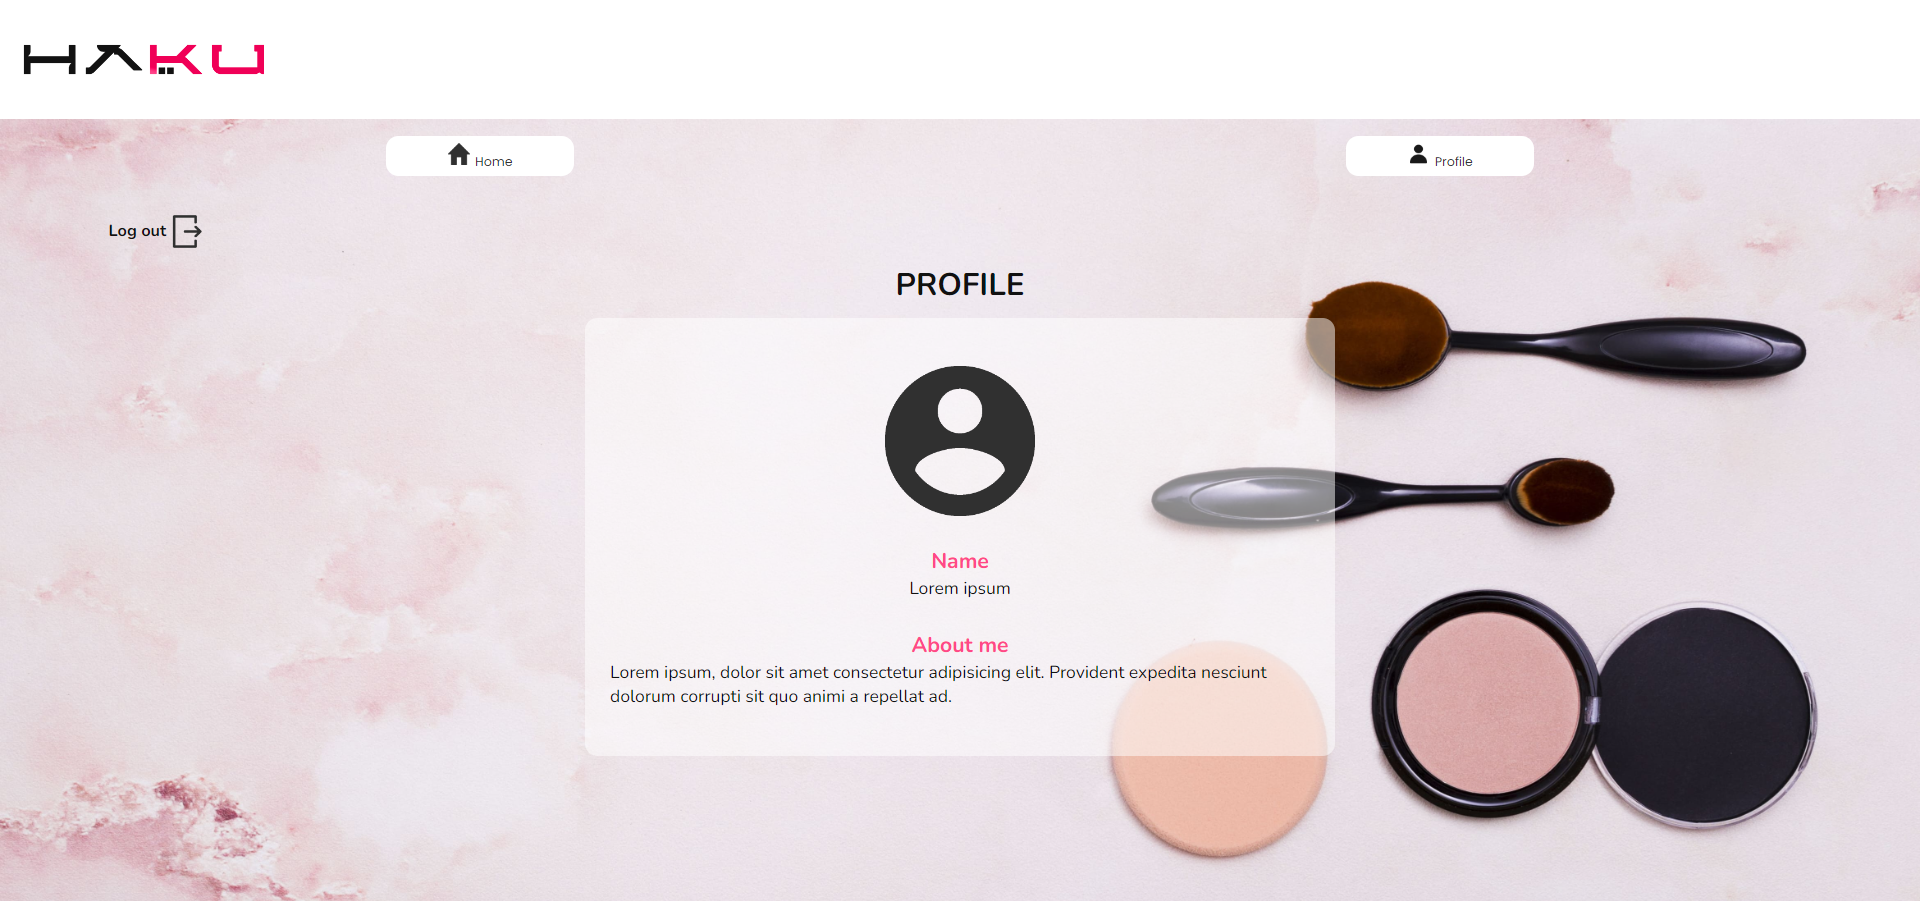 HAKU
Home
Profile
Log out
PROFILE
Name
Lorem ipsum
About me
Lorem ipsum, dolor sit amet consectetur adipisicing elit. Provident expedita nesciunt
dolorum corrupti sit quo animi a repellat ad.